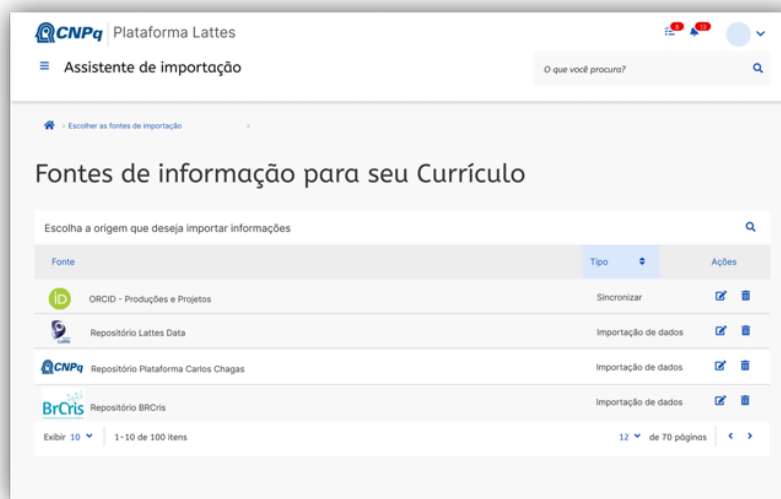 CNPq Plataforma Lattes 8 13
Assistente de importação O que você procura?
Escolher as fontes de importação
Fontes de informação para seu Currículo
Escolha a origem que deseja importar informações
Fonte Tipo Ações
iD ORCID - Produções e Projetos Sincronizar
Repositório Lattes Data Importação de dados
CNPq Repositório Plataforma Carlos Chagas Importação de dados
BrCris Repositório BRCris Importação de dados
Exibir 10 1-10 de 100 itens 12 de 70 páginas